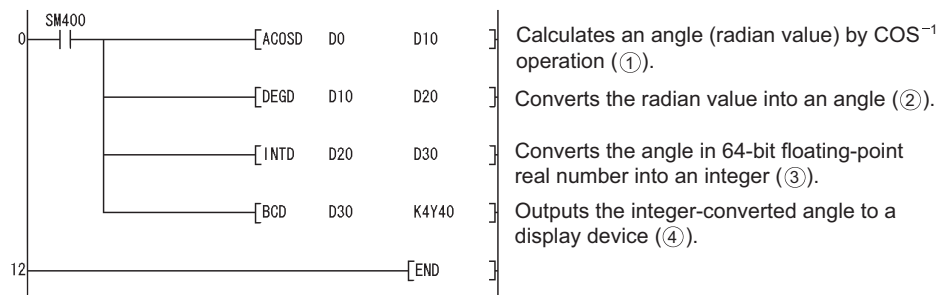 SM400
0 [ACOSD D0 D10 ] Calculates an angle (radian value) by COS⁻¹
operation (①).
[DEGD D10 D20 ] Converts the radian value into an angle (②).
[INTD D20 D30 ] Converts the angle in 64-bit floating-point
real number into an integer (③).
[BCD D30 K4Y40 ] Outputs the integer-converted angle to a
display device (④).
12 [END ]